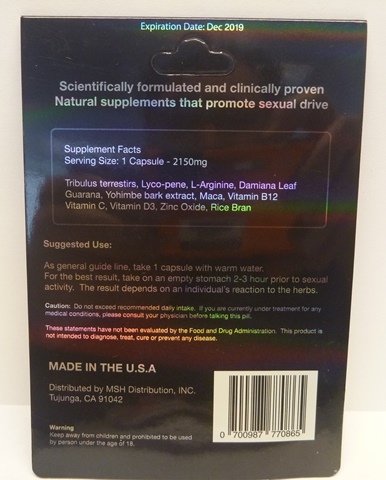 Expiration Date: Dec 2019
Scientifically formulated and clinically proven
Natural supplements that promote sexual drive
Supplement Facts
Serving Size: 1 Capsule - 2150mg
Tribulus terrestirs, Lyco-pene, L-Arginine, Damiana Leaf
Guarana, Yohimbe bark extract, Maca, Vitamin B12
Vitamin C, Vitamin D3, Zinc Oxide, Rice Bran
Suggested Use:
As general guide line, take 1 capsule with warm water.
For the best result, take on an empty stomach 2-3 hour prior to sexual
activity. The result depends on an individual's reaction to the herbs.
Caution: Do not exceed recommended daily intake. If you are currently under treatment for any
medical conditions, please consult your physician before talking this pill.
These statements have not been evaluated by the Food and Drug Administration. This product is
not intended to diagnose, treat, cure or prevent any disease.
MADE IN THE U.S.A
Distributed by MSH Distribution, INC.
Tujunga, CA 91042
Warning
Keep away from children and prohibited to be used
by person under the age of 18.
0 700987 770865